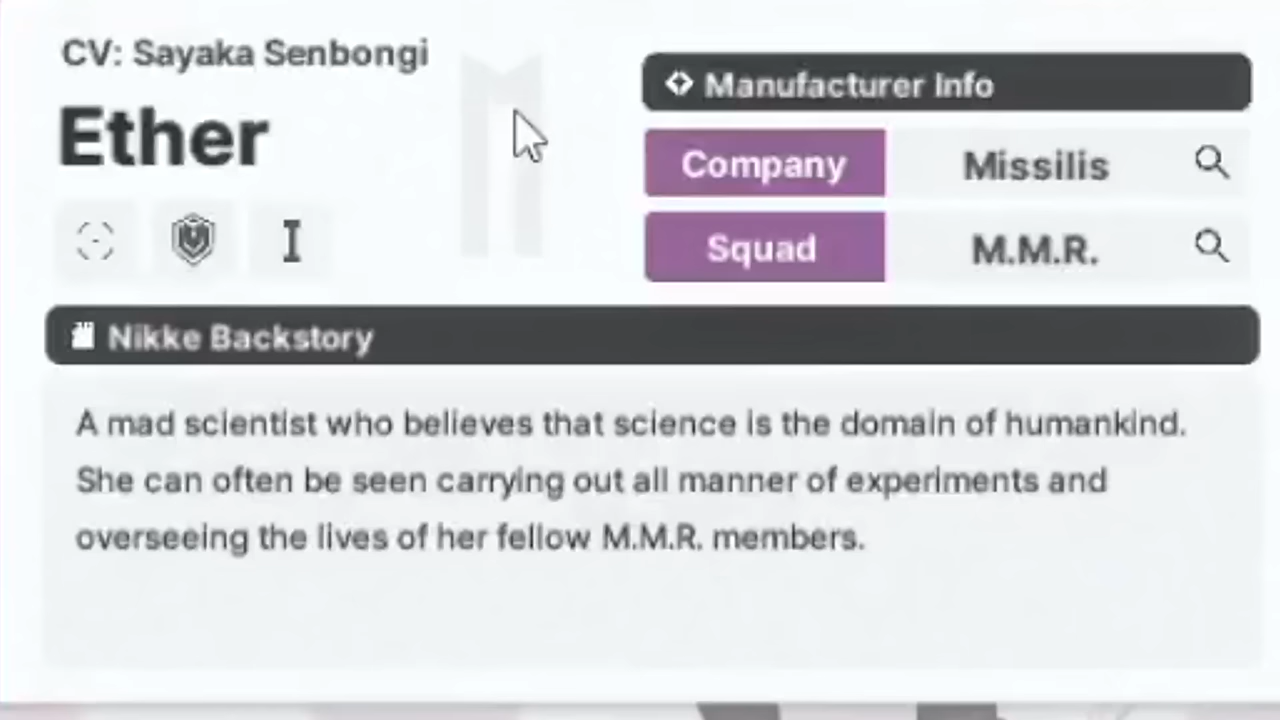 CV: Sayaka Senbongi
Ether
I
Manufacturer Info
Company Missilis
Squad M.M.R.
Nikke Backstory
A mad scientist who believes that science is the domain of humankind.
She can often be seen carrying out all manner of experiments and
overseeing the lives of her fellow M.M.R. members.